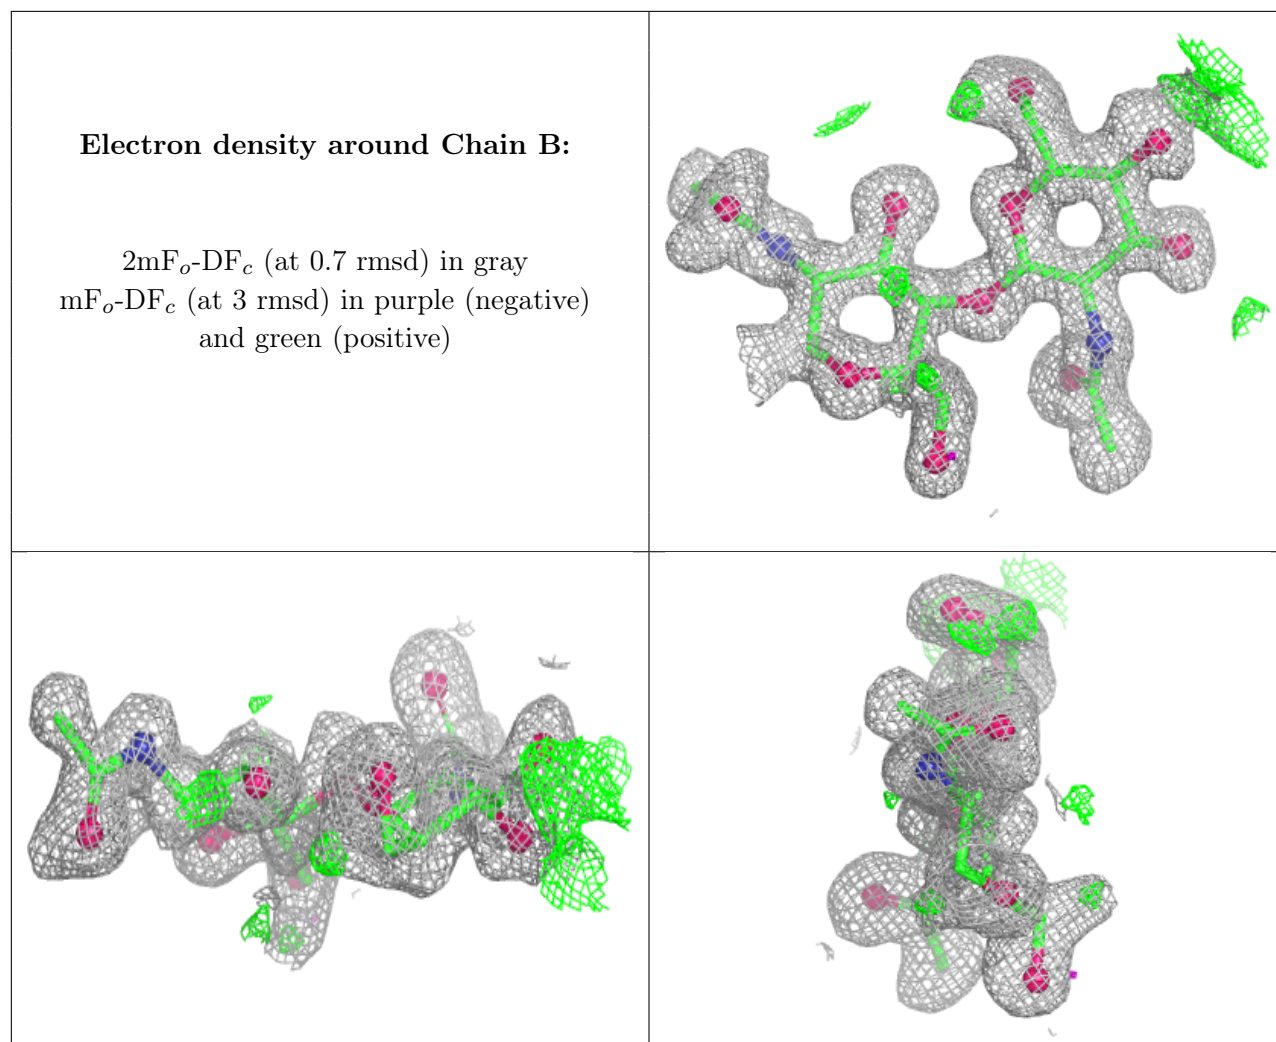 Electron density around Chain B:
2mFₒ-DF𝒸 (at 0.7 rmsd) in gray
mFₒ-DF𝒸 (at 3 rmsd) in purple (negative)
and green (positive)